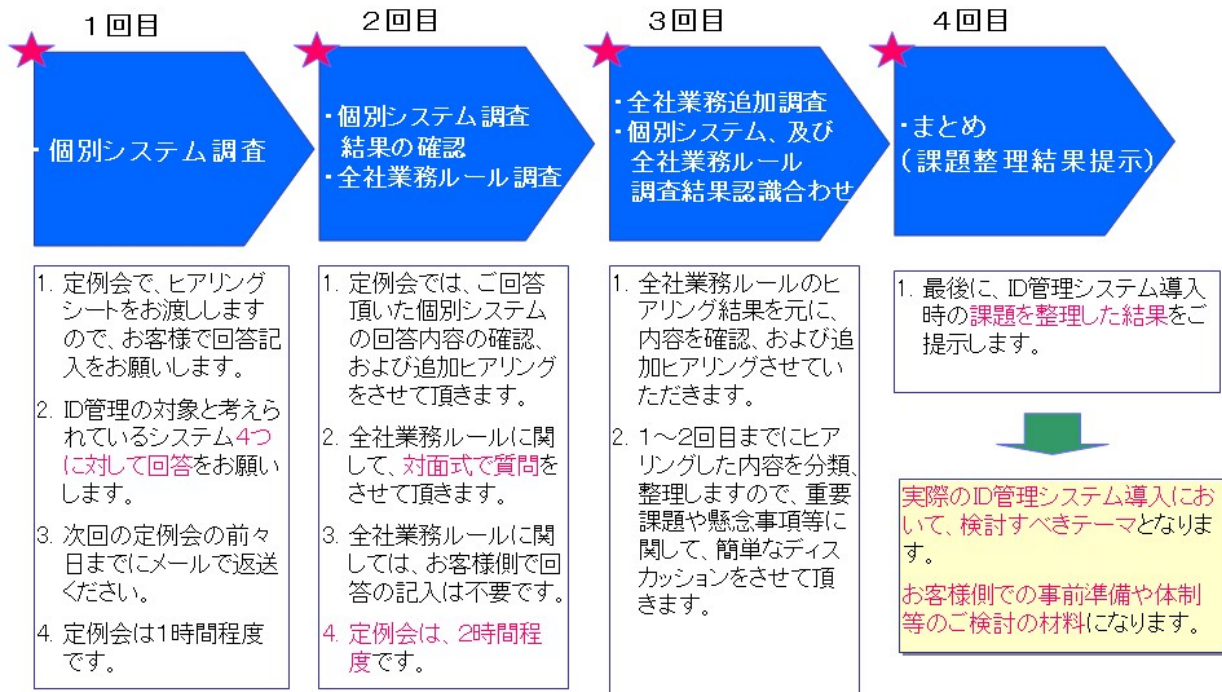 1回目
・個別システム調査
1. 定例会で、ヒアリング
シートをお渡しします
ので、お客様で回答記
入をお願いします。
2. ID管理の対象と考えら
れているシステム4つ
に対して回答をお願い
します。
3. 次回の定例会の前々
日までにメールで返送
ください。
4. 定例会は1時間程度
です。
2回目
・個別システム調査
結果の確認
・全社業務ルール調査
1. 定例会では、ご回答
頂いた個別システム
の回答内容の確認、
および追加ヒアリング
をさせて頂きます。
2. 全社業務ルールに関
して、対面式で質問を
させて頂きます。
3. 全社業務ルールに関
しては、お客様側で回
答の記入は不要です。
4. 定例会は、2時間程
度です。
3回目
・全社業務追加調査
・個別システム、及び
全社業務ルール
調査結果認識合わせ
1. 全社業務ルールのヒ
アリング結果を元に、
内容を確認、および追
加ヒアリングさせてい
ただきます。
2. 1～2回目までにヒア
リングした内容を分類、
整理しますので、重要
課題や懸念事項等に
関して、簡単なディス
カッションをさせて頂
きます。
4回目
・まとめ
(課題整理結果提示)
1. 最後に、ID管理システム導入
時の課題を整理した結果をご
提示します。
実際のID管理システム導入にお
いて、検討すべきテーマとなりま
す。
お客様側での事前準備や体制
等のご検討の材料になります。